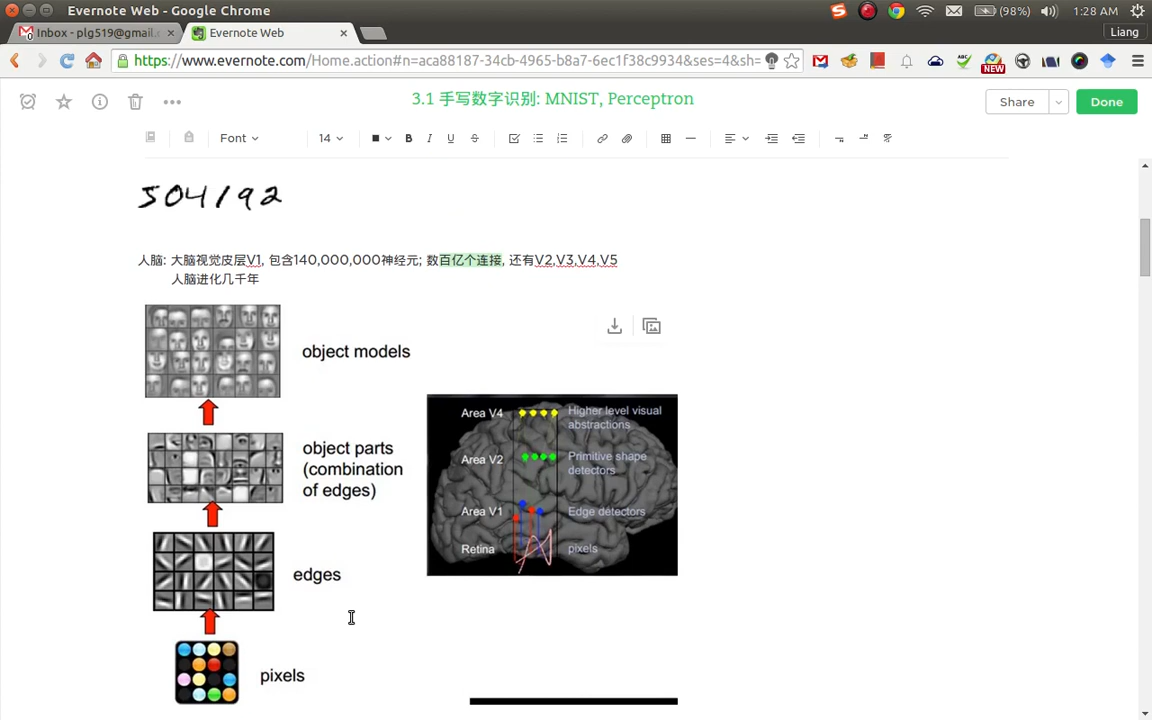 Inbox - plg519@gmail.c - Google Chrome
(98%)
1:28 AM
Inbox - plg519@gmail.c
Evernote Web
Liang
https://www.evernote.com/Home.action#n=aca88187-34cb-4965-b8a7-6ec1f38c9934&ses=4&sh=
NEW
3.1 手写数字识别: MNIST, Perceptron
Share
Done
Font
14
B
I
U
504192
人脑: 大脑视觉皮层V1, 包含140,000,000神经元; 数百亿个连接, 还有V2,V3,V4,V5
人脑进化几千年
object models
object parts
(combination
of edges)
edges
pixels
Area V4
Higher level visual
abstractions
Area V2
Primitive shape
detectors
Area V1
Edge detectors
Retina
pixels